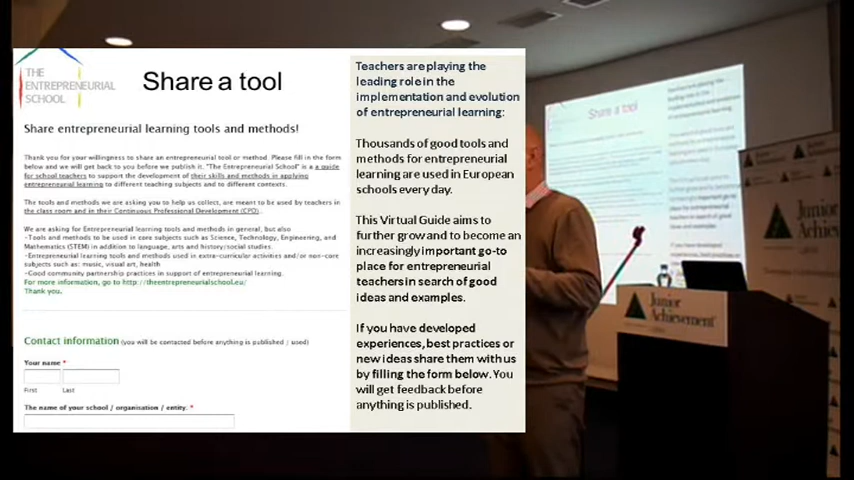 THE
ENTREPRENEURIAL
SCHOOL
Share a tool
Share entrepreneurial learning tools and methods!
Thank you for your willingness to share an entrepreneurial tool or method. Please fill in the form
below and we will get back to you before we publish it. "The Entrepreneurial School" is a guide
for school teachers to support the development of their skills and methods in applying
entrepreneurial learning to different teaching subjects and to different contexts.
The tools and methods we are asking you to help us collect, are meant to be used by teachers in
the class room and in their Continuous Professional Development (CPD).
We are asking for Entrepreneurial learning tools and methods in general, but also
-Tools and methods to be used in core subjects such as Science, Technology, Engineering, and
Mathematics (STEM) in addition to language, arts and history/social studies.
-Entrepreneurial learning tools and methods used in extra-curricular activities and/or non-core
subjects such as: music, visual art, health
-Good community partnership practices in support of entrepreneurial learning.
For more information, go to http://theentrepreneurialschool.eu/
Thank you.
Contact information (you will be contacted before anything is published / used)
Your name *
First Last
The name of your school / organisation / entity. *
Teachers are playing the
leading role in the
implementation and evolution
of entrepreneurial learning:
Thousands of good tools and
methods for entrepreneurial
learning are used in European
schools every day.
This Virtual Guide aims to
further grow and to become an
increasingly important go-to
place for entrepreneurial
teachers in search of good
ideas and examples.
If you have developed
experiences, best practices or
new ideas share them with us
by filling the form below. You
will get feedback before
anything is published.
Share a tool
Junior
Achievement
Junior
Achieve